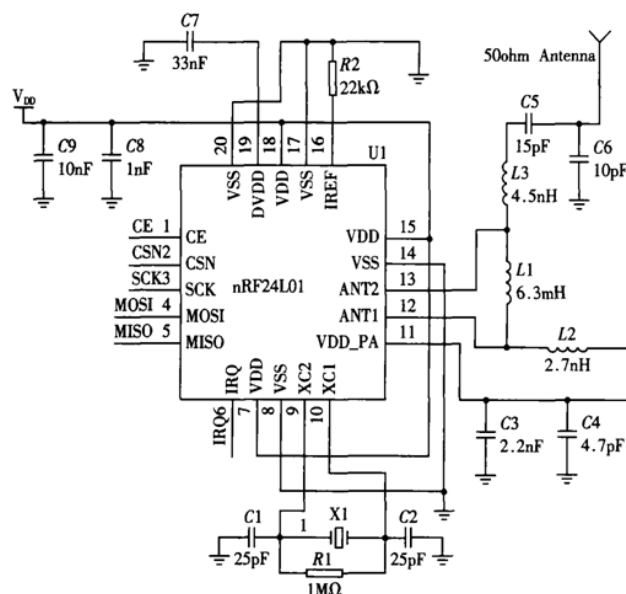 C7
33nF
R2
22kΩ
50ohm Antenna
C5
15pF
C6
10pF
V_DD
C9
10nF
C8
1nF
20 19 18 17 16
U1
VSS DVDD VDD VSS IREF
L3
4.5nH
CE 1 CE
CSN2 CSN
SCK3 SCK
MOSI 4 MOSI
MISO 5 MISO
nRF24L01
VDD 15
VSS 14
ANT2 13
ANT1 12
VDD_PA 11
L1
6.3mH
L2
2.7nH
IRQ VDD VSS XC2 XC1
IRQ6 7 8 9 10
C3
2.2nF
C4
4.7pF
C1
25pF
1
X1
C2
25pF
R1
1MΩ